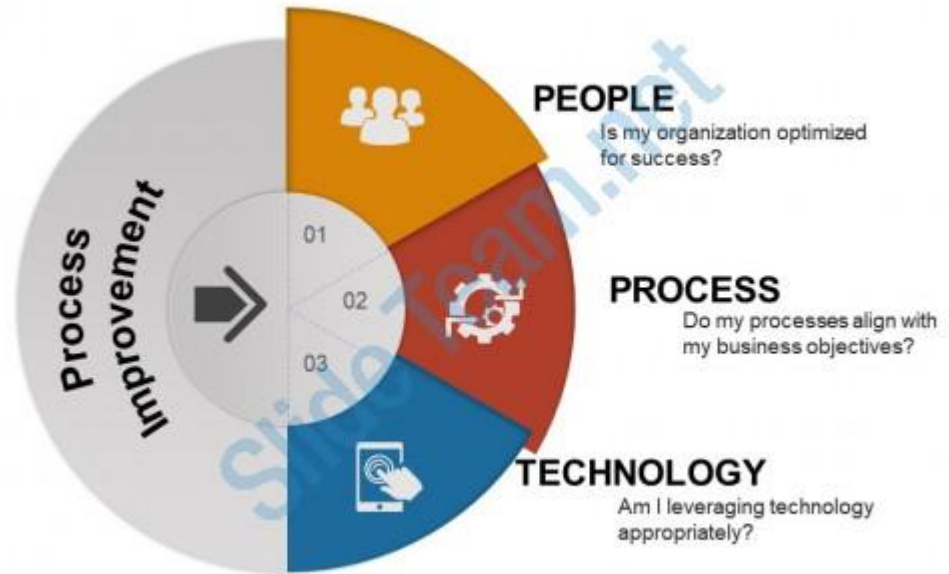 Process
Improvement
01
02
03
PEOPLE
Is my organization optimized
for success?
PROCESS
Do my processes align with
my business objectives?
TECHNOLOGY
Am I leveraging technology
appropriately?
SlideTeam.net